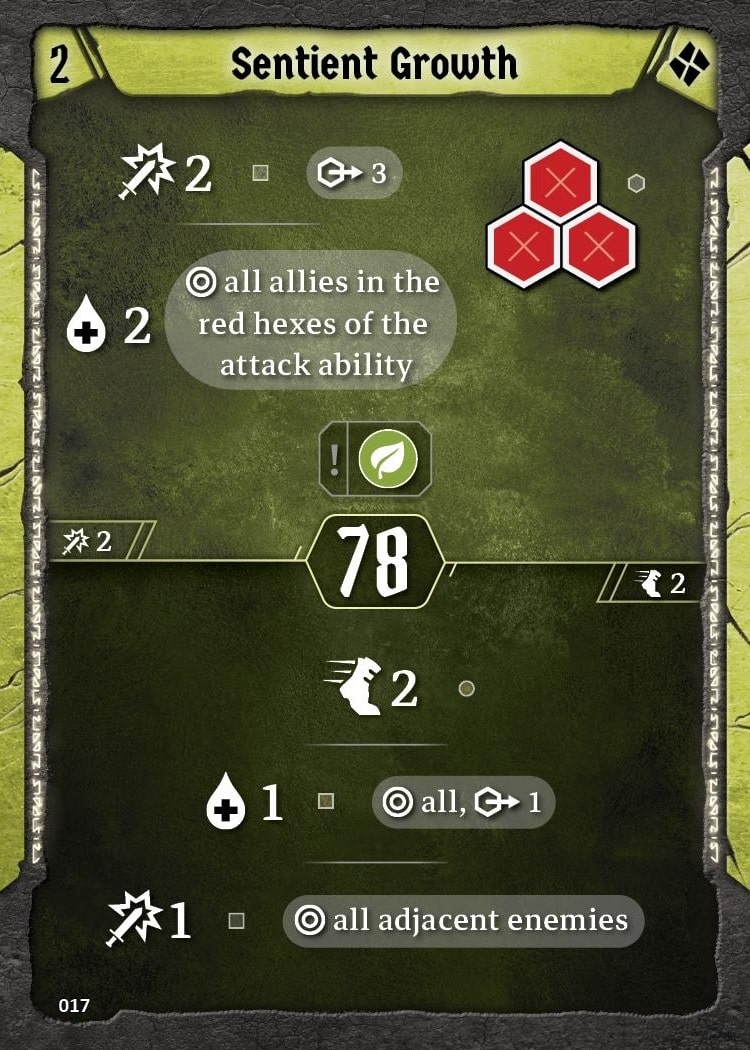 2
Sentient Growth
2
3
2
all allies in the
red hexes of the
attack ability
!
2
78
2
2
1
all, 1
1
all adjacent enemies
017